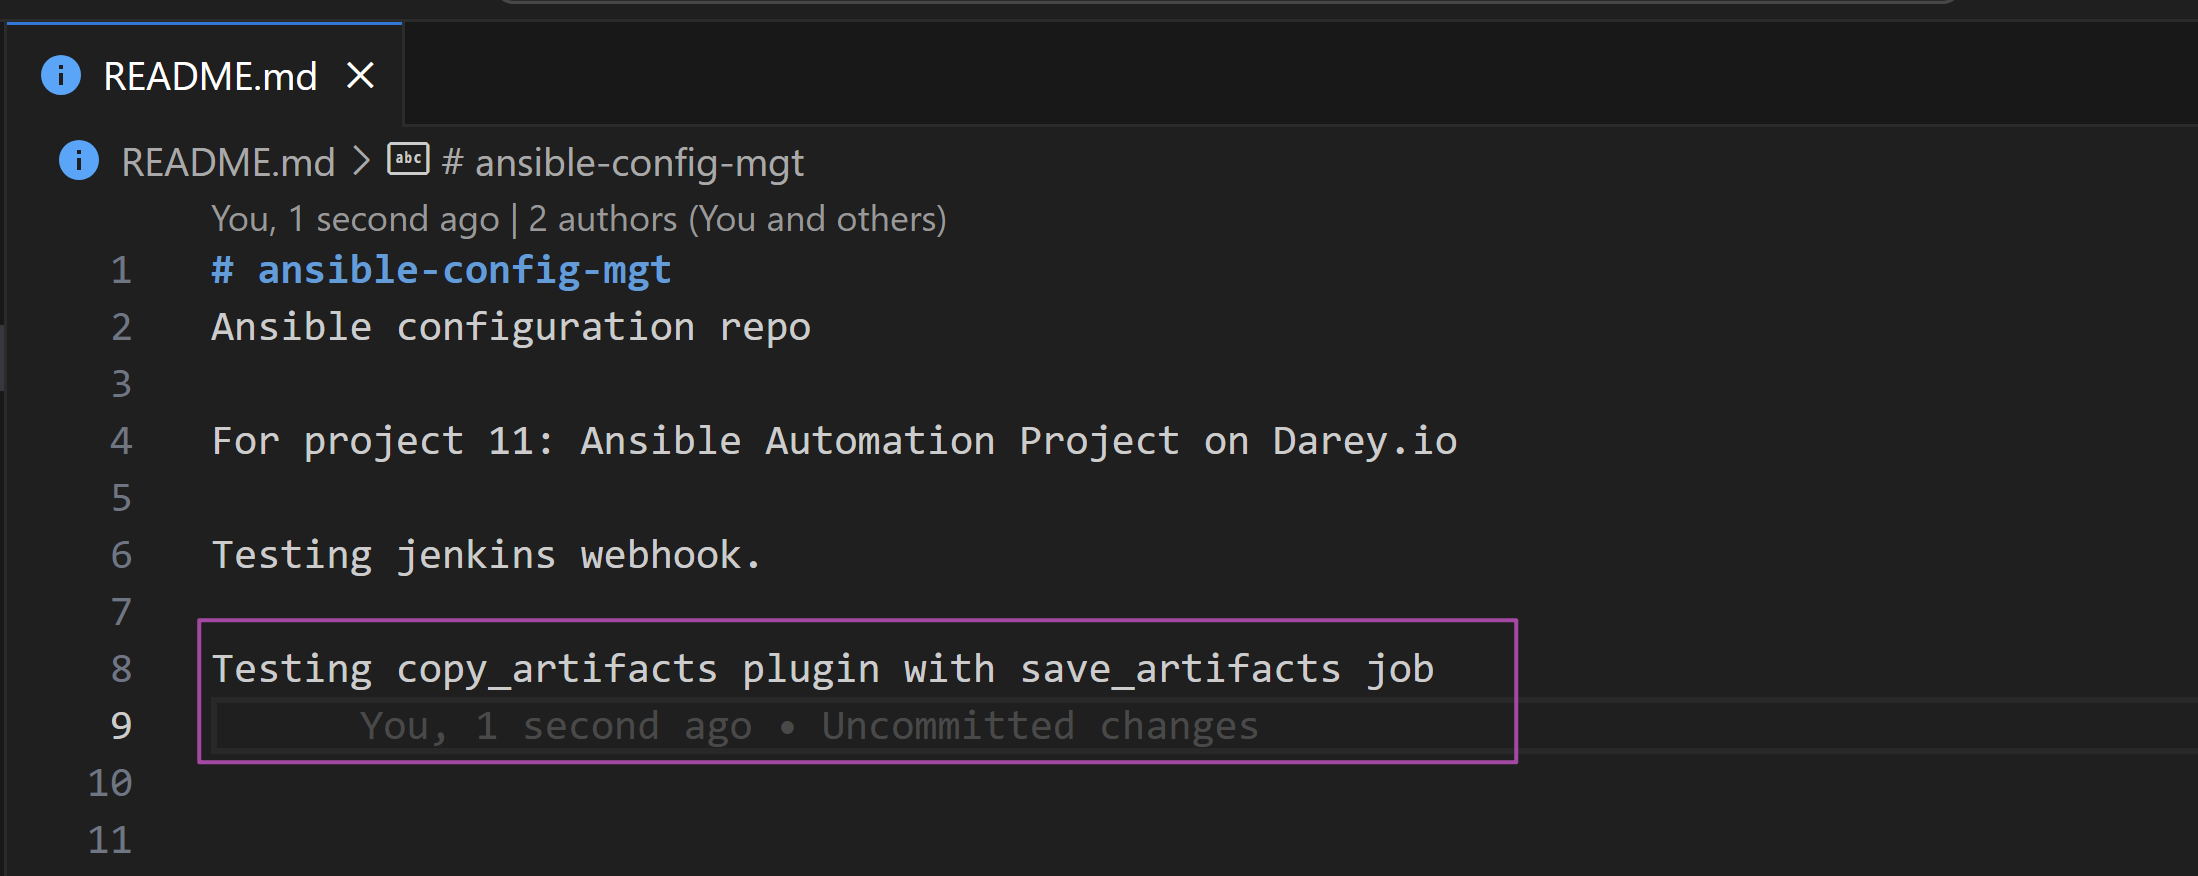 README.md
README.md > abc # ansible-config-mgt
You, 1 second ago | 2 authors (You and others)
1 # ansible-config-mgt
2 Ansible configuration repo
3
4 For project 11: Ansible Automation Project on Darey.io
5
6 Testing jenkins webhook.
7
8 Testing copy_artifacts plugin with save_artifacts job
9 You, 1 second ago • Uncommitted changes
10
11